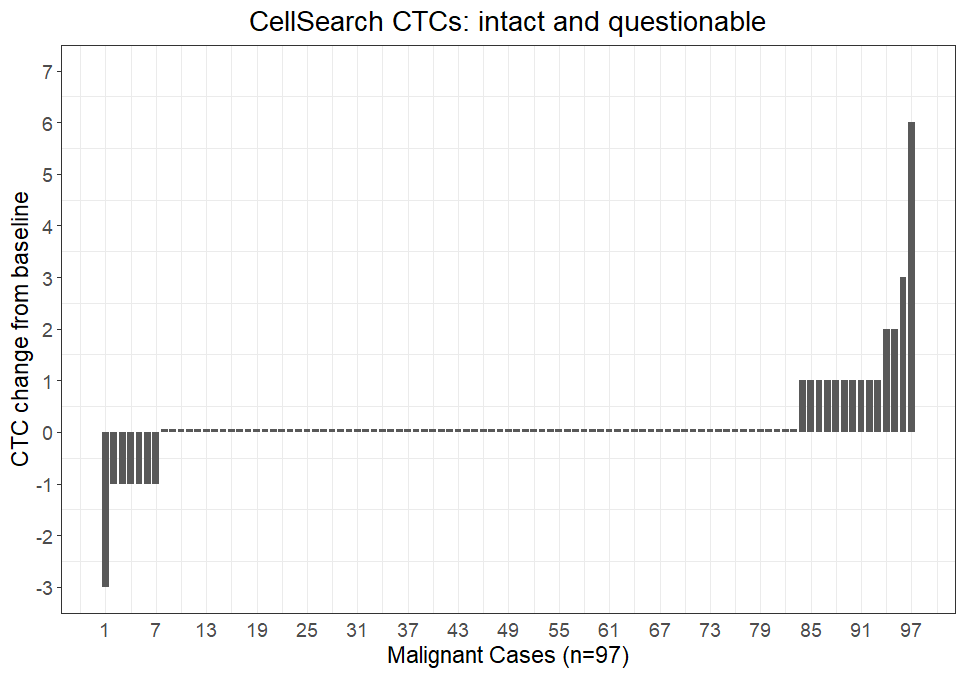 CellSearch CTCs: intact and questionable
CTC change from baseline
7
6
5
4
3
2
1
0
-1
-2
-3
1 7 13 19 25 31 37 43 49 55 61 67 73 79 85 91 97
Malignant Cases (n=97)